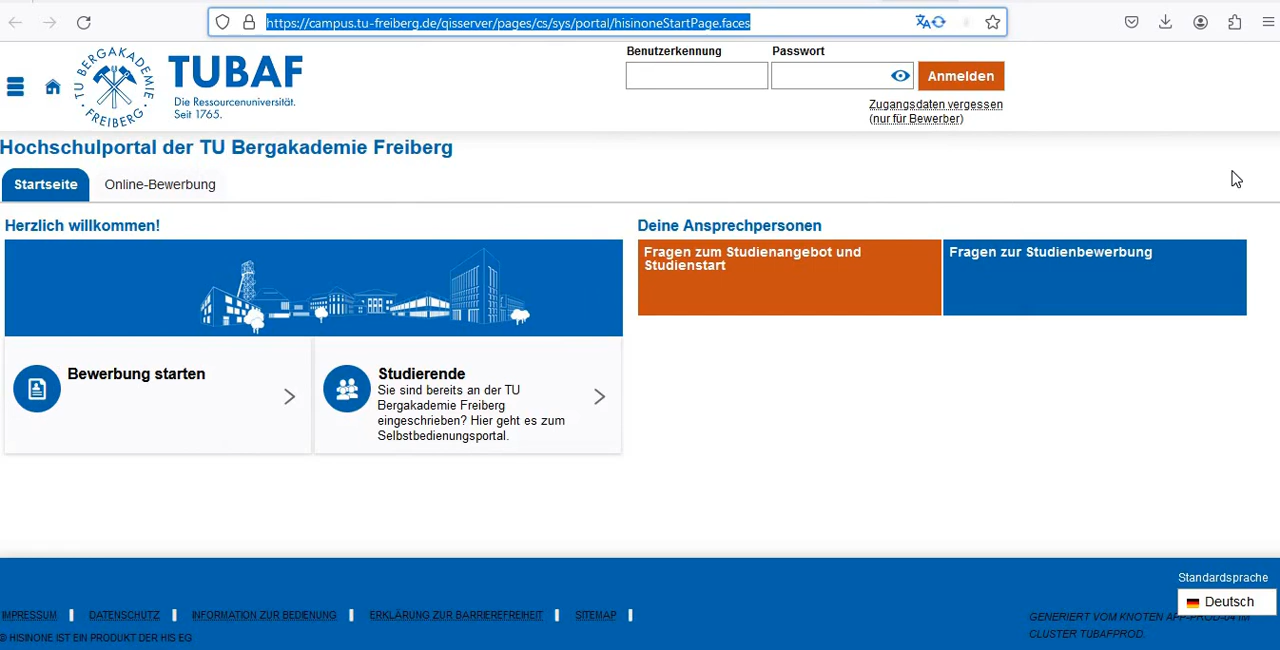 https://campus.tu-freiberg.de/qisserver/pages/cs/sys/portal/hisinoneStartPage.faces
TU BERGAKADEMIE
· FREIBERG ·
TUBAF
Die Ressourcenuniversität.
Seit 1765.
Benutzerkennung
Passwort
Anmelden
Zugangsdaten vergessen
(nur für Bewerber)
Hochschulportal der TU Bergakademie Freiberg
Startseite
Online-Bewerbung
Herzlich willkommen!
Bewerbung starten
Studierende
Sie sind bereits an der TU
Bergakademie Freiberg
eingeschrieben? Hier geht es zum
Selbstbedienungsportal.
Deine Ansprechpersonen
Fragen zum Studienangebot und
Studienstart
Fragen zur Studienbewerbung
Standardsprache
Deutsch
IMPRESSUM
DATENSCHUTZ
INFORMATION ZUR BEDIENUNG
ERKLÄRUNG ZUR BARRIEREFREIHEIT
SITEMAP
GENERIERT VOM KNOTEN APP-PROD-04 IM
CLUSTER TUBAFPROD.
© HISINONE IST EIN PRODUKT DER HIS EG